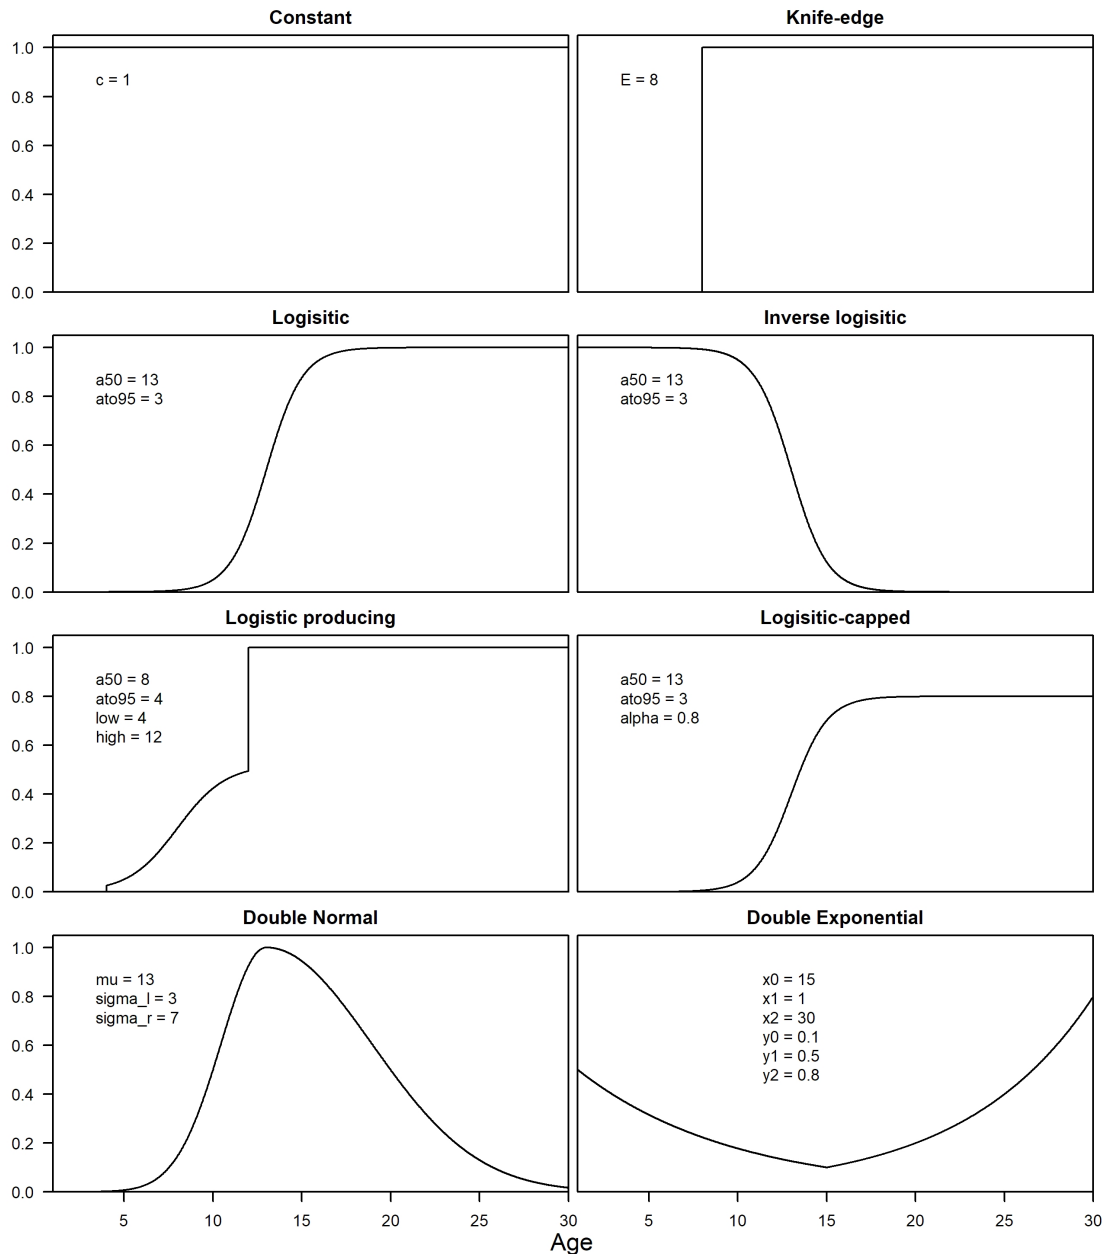 Constant
1.0
0.8
0.6
0.4
0.2
0.0
c = 1
Knife-edge
E = 8
Logisitic
1.0
0.8
0.6
0.4
0.2
0.0
a50 = 13
ato95 = 3
Inverse logisitic
a50 = 13
ato95 = 3
Logistic producing
1.0
0.8
0.6
0.4
0.2
0.0
a50 = 8
ato95 = 4
low = 4
high = 12
Logisitic-capped
a50 = 13
ato95 = 3
alpha = 0.8
Double Normal
1.0
0.8
0.6
0.4
0.2
0.0
mu = 13
sigma_l = 3
sigma_r = 7
5 10 15 20 25 30
Double Exponential
x0 = 15
x1 = 1
x2 = 30
y0 = 0.1
y1 = 0.5
y2 = 0.8
5 10 15 20 25 30
Age